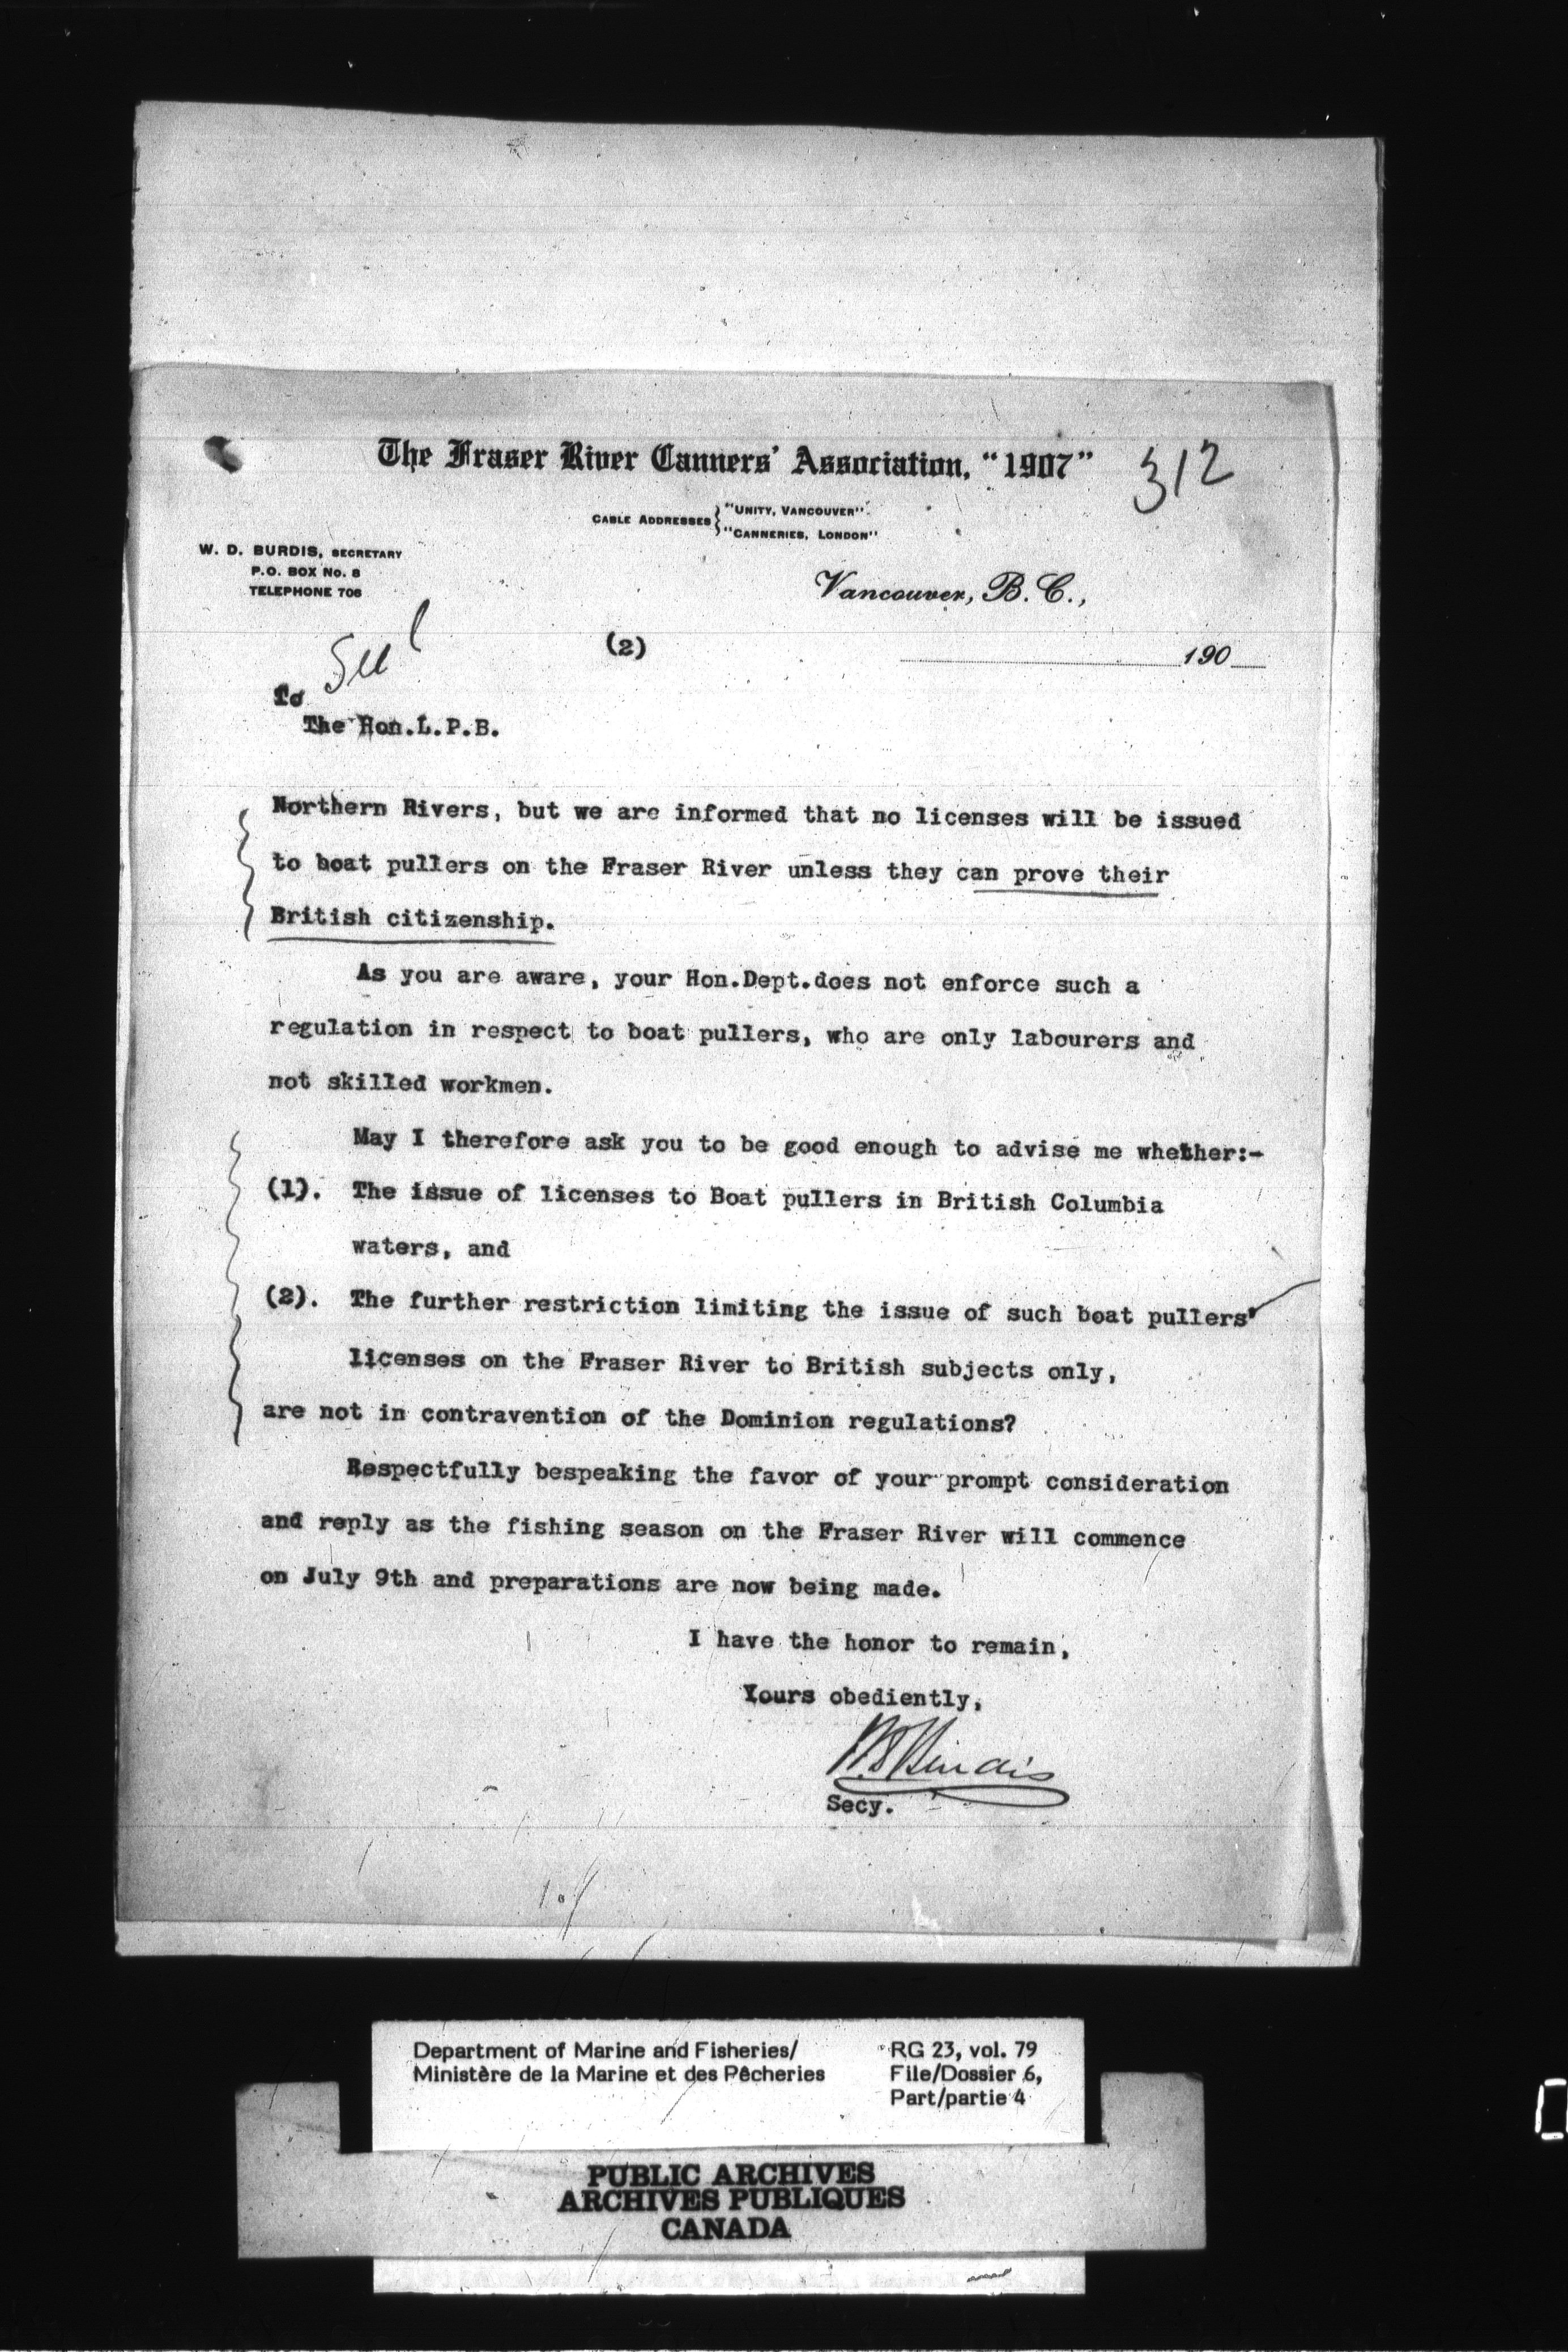 The Fraser River Canners' Association, "1907"
312
CABLE ADDRESSES { "UNITY, VANCOUVER"
"CANNERIES, LONDON"
W. D. BURDIS, SECRETARY
P.O. BOX No. 8
TELEPHONE 706
Vancouver, B. C.,
(2)
190
To
The Hon.L.P.B.
Northern Rivers, but we are informed that no licenses will be issued
to boat pullers on the Fraser River unless they can prove their
British citizenship.
As you are aware, your Hon.Dept.does not enforce such a
regulation in respect to boat pullers, who are only labourers and
not skilled workmen.
May I therefore ask you to be good enough to advise me whether:-
(1). The issue of licenses to Boat pullers in British Columbia
waters, and
(2). The further restriction limiting the issue of such boat pullers'
licenses on the Fraser River to British subjects only,
are not in contravention of the Dominion regulations?
Respectfully bespeaking the favor of your prompt consideration
and reply as the fishing season on the Fraser River will commence
on July 9th and preparations are now being made.
I have the honor to remain,
Yours obediently,
W.D.Burdis
Secy.
Department of Marine and Fisheries/
Ministère de la Marine et des Pêcheries
RG 23, vol. 79
File/Dossier 6,
Part/partie 4
PUBLIC ARCHIVES
ARCHIVES PUBLIQUES
CANADA